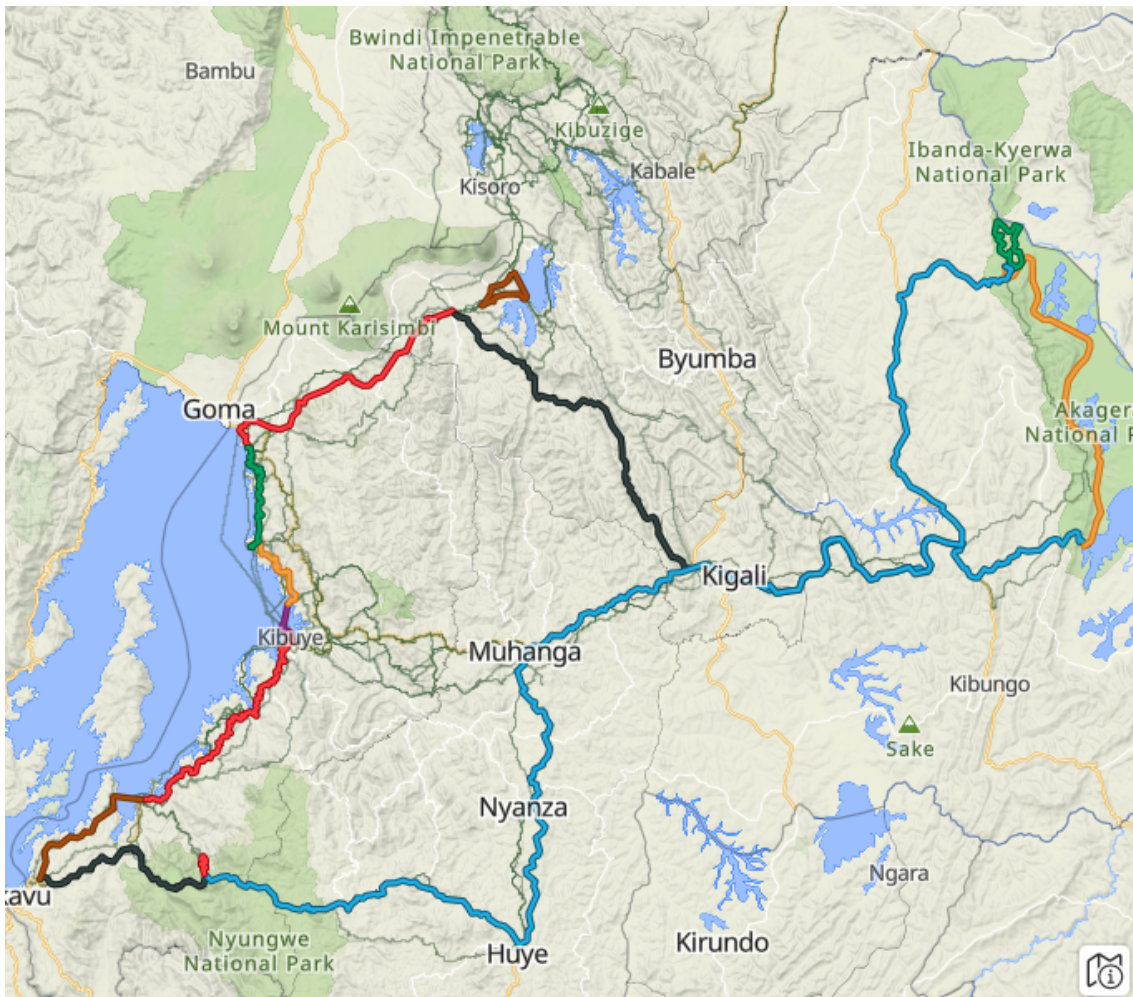 Bwindi Impenetrable
National Park
Bambu
Kibuzige
Ibanda-Kyerwa
National Park
Kabale
Kisoro
Mount Karisimbi
Byumba
Goma
Akager
National P
Kigali
Kibuye
Muhanga
Kibungo
Sake
Nyanza
Ngara
kavu
Nyungwe
National Park
Huye
Kirundo